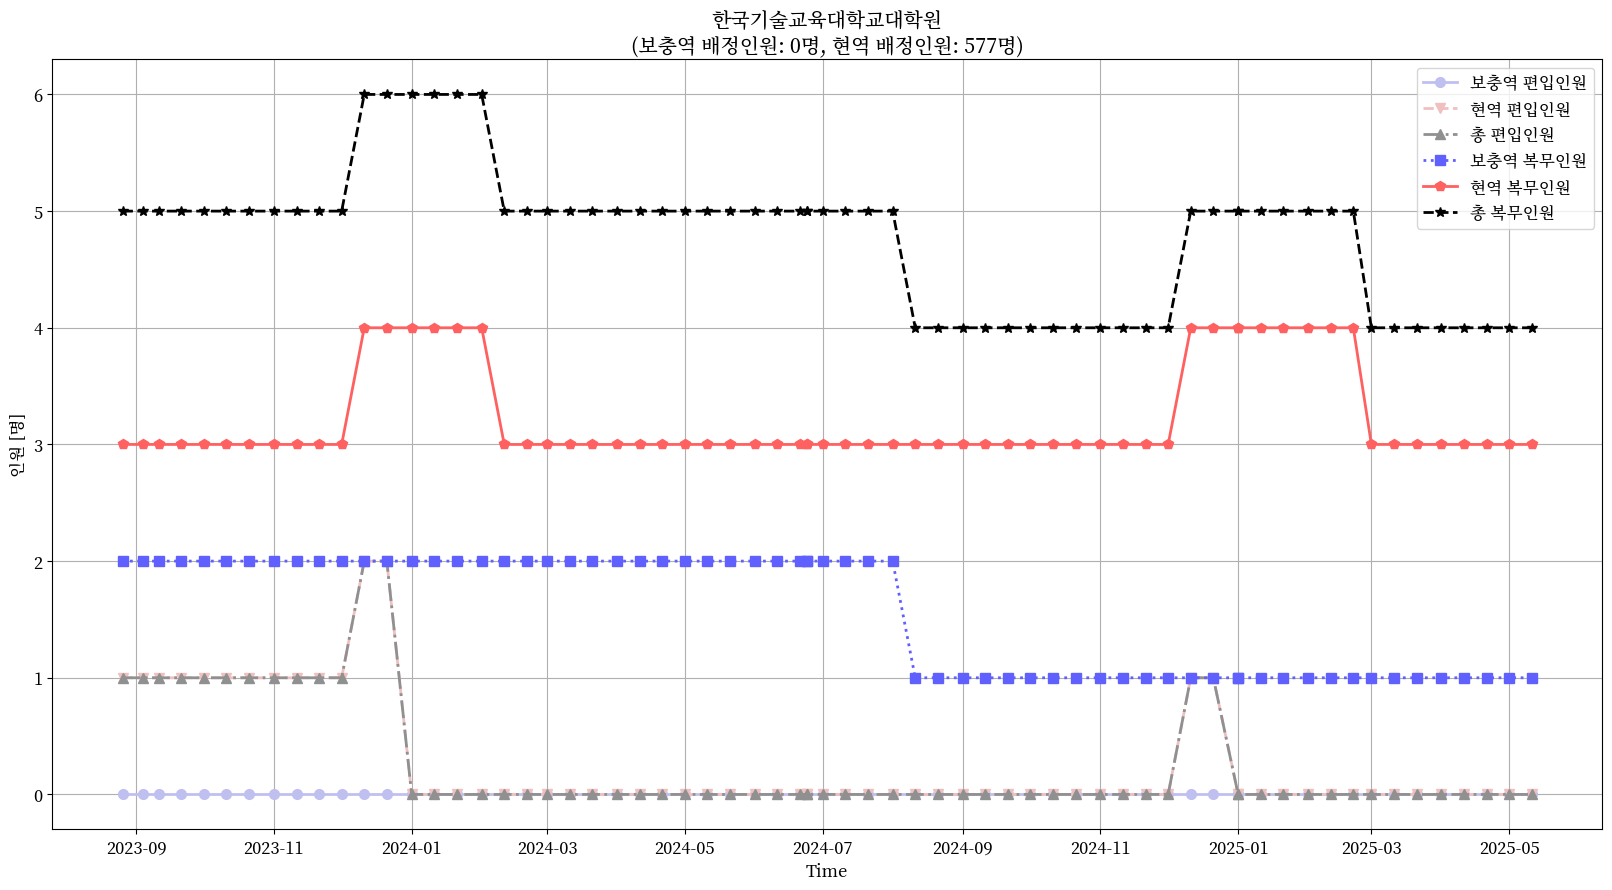 한국기술교육대학교대학원
(보충역 배정인원: 0명, 현역 배정인원: 577명)
보충역 편입인원
현역 편입인원
총 편입인원
보충역 복무인원
현역 복무인원
총 복무인원
인원 [명]
6
5
4
3
2
1
0
2023-09 2023-11 2024-01 2024-03 2024-05 2024-07 2024-09 2024-11 2025-01 2025-03 2025-05
Time